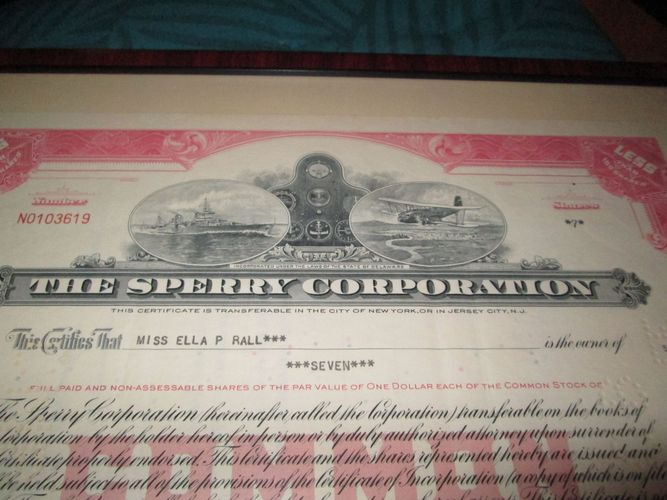 LESS
THAN
Number
N0103619
Shares
*7*
INCORPORATED UNDER THE LAWS OF THE STATE OF DELAWARE
THE SPERRY CORPORATION
THIS CERTIFICATE IS TRANSFERABLE IN THE CITY OF NEW YORK, OR IN JERSEY CITY, N.J.
This Certifies That MISS ELLA P RALL*** is the owner of
***SEVEN***
FULL PAID AND NON-ASSESSABLE SHARES OF THE PAR VALUE OF ONE DOLLAR EACH OF THE COMMON STOCK OF
The Sperry Corporation (hereinafter called the Corporation) transferable on the books of
Corporation by the holder hereof in person or by duly authorized attorney upon surrender of
Certificate properly endorsed. This Certificate and the shares represented hereby are issued and
be held subject to all of the provisions of the Certificate of Incorporation (a copy of which is on
COMMON